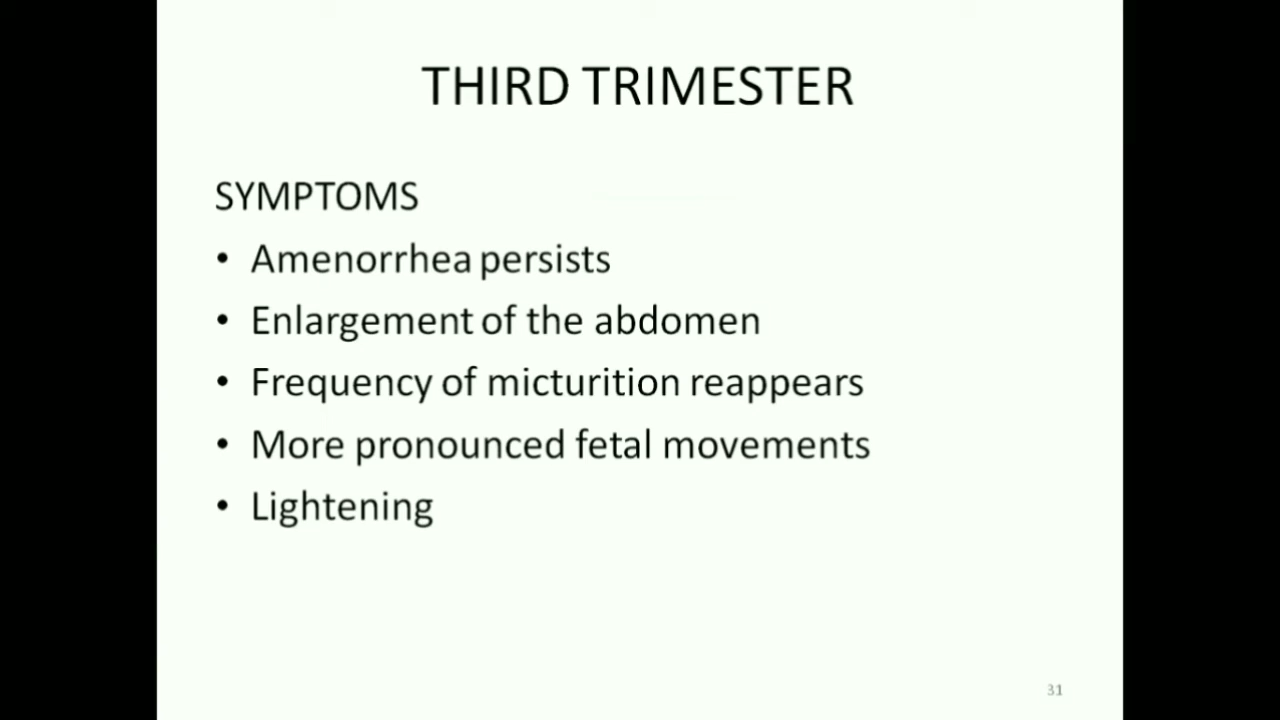 THIRD TRIMESTER
SYMPTOMS
• Amenorrhea persists
• Enlargement of the abdomen
• Frequency of micturition reappears
• More pronounced fetal movements
• Lightening
31